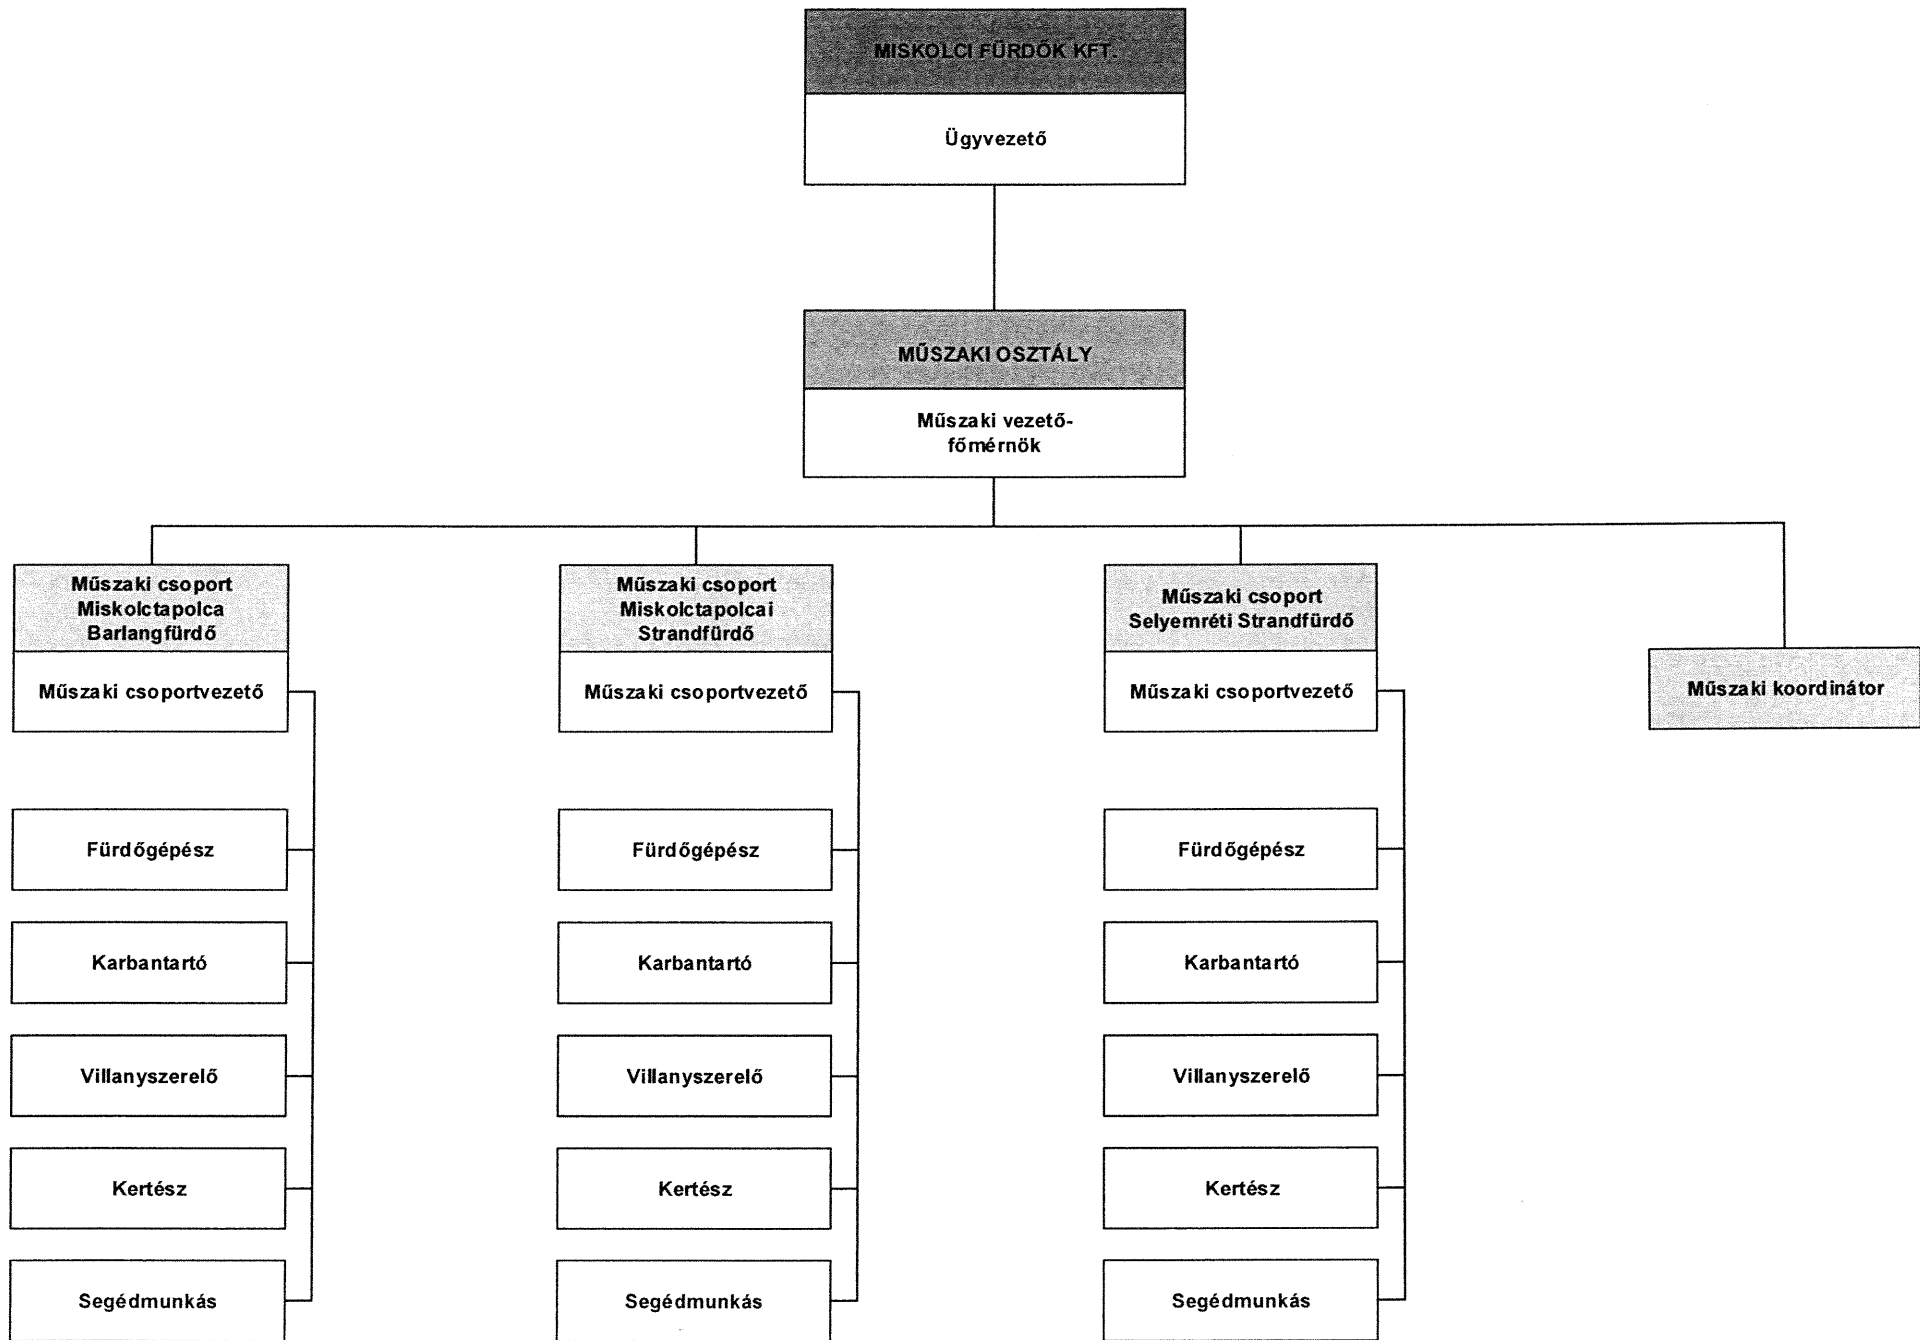 MISKOLCI FÜRDŐK KFT.
Ügyvezető
MŰSZAKI OSZTÁLY
Műszaki vezető-
főmérnök
Műszaki csoport
Miskolctapolca
Barlangfürdő
Műszaki csoportvezető
Fürdőgépész
Karbantartó
Villanyszerelő
Kertész
Segédmunkás
Műszaki csoport
Miskolctapolcai
Strandfürdő
Műszaki csoportvezető
Fürdőgépész
Karbantartó
Villanyszerelő
Kertész
Segédmunkás
Műszaki csoport
Selyemréti Strandfürdő
Műszaki csoportvezető
Fürdőgépész
Karbantartó
Villanyszerelő
Kertész
Segédmunkás
Műszaki koordinátor